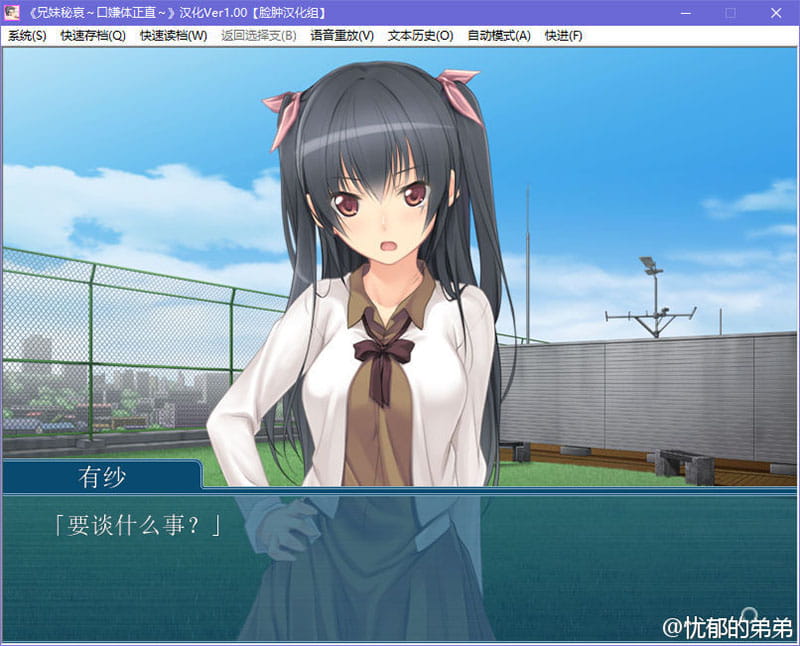 《兄妹秘哀～口嫌体正直～》汉化Ver1.00【脸肿汉化组】
系统(S) 快速存档(Q) 快速读档(W) 返回选择支(B) 语音重放(V) 文本历史(O) 自动模式(A) 快进(F)
有纱
「要谈什么事？」
@忧郁的弟弟